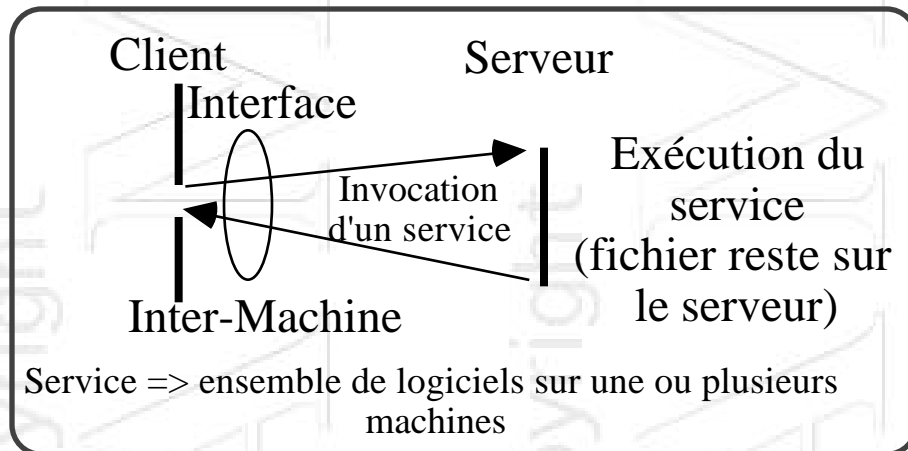 Client
Serveur
Interface
Invocation
d'un service
Exécution du
service
(fichier reste sur
le serveur)
Inter-Machine
Service => ensemble de logiciels sur une ou plusieurs
machines